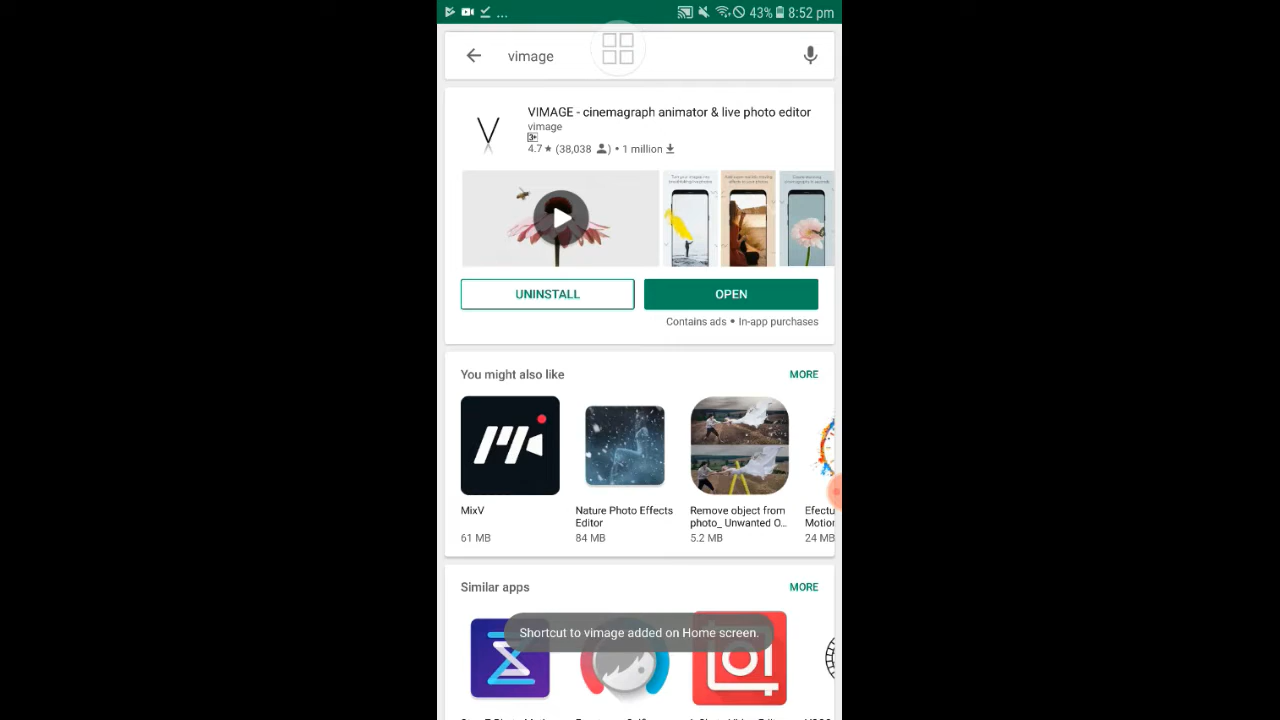 ... 43% 8:52 pm
vimage
V
VIMAGE - cinemagraph animator & live photo editor
vimage
3+
4.7 ★ (38,038 ) • 1 million
UNINSTALL OPEN
Contains ads • In-app purchases
You might also like MORE
MixV Nature Photo Effects Remove object from Efectu
Editor photo_ Unwanted O... Motion
61 MB 84 MB 5.2 MB 24 MB
Similar apps MORE
Shortcut to vimage added on Home screen.